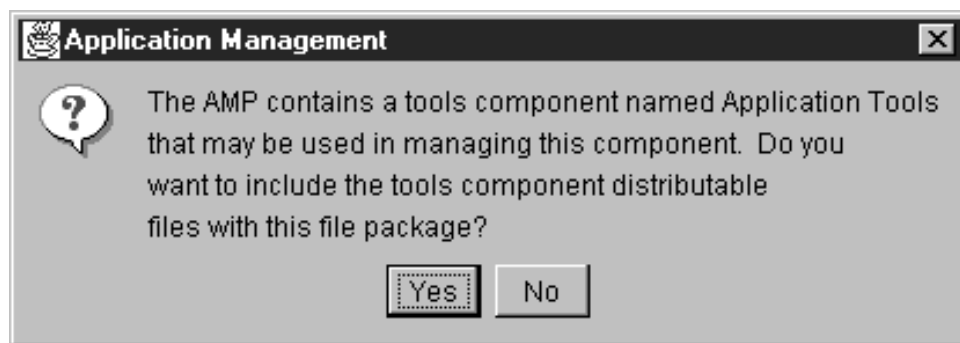 Application Management
The AMP contains a tools component named Application Tools
that may be used in managing this component.  Do you
want to include the tools component distributable
files with this file package?
Yes
No